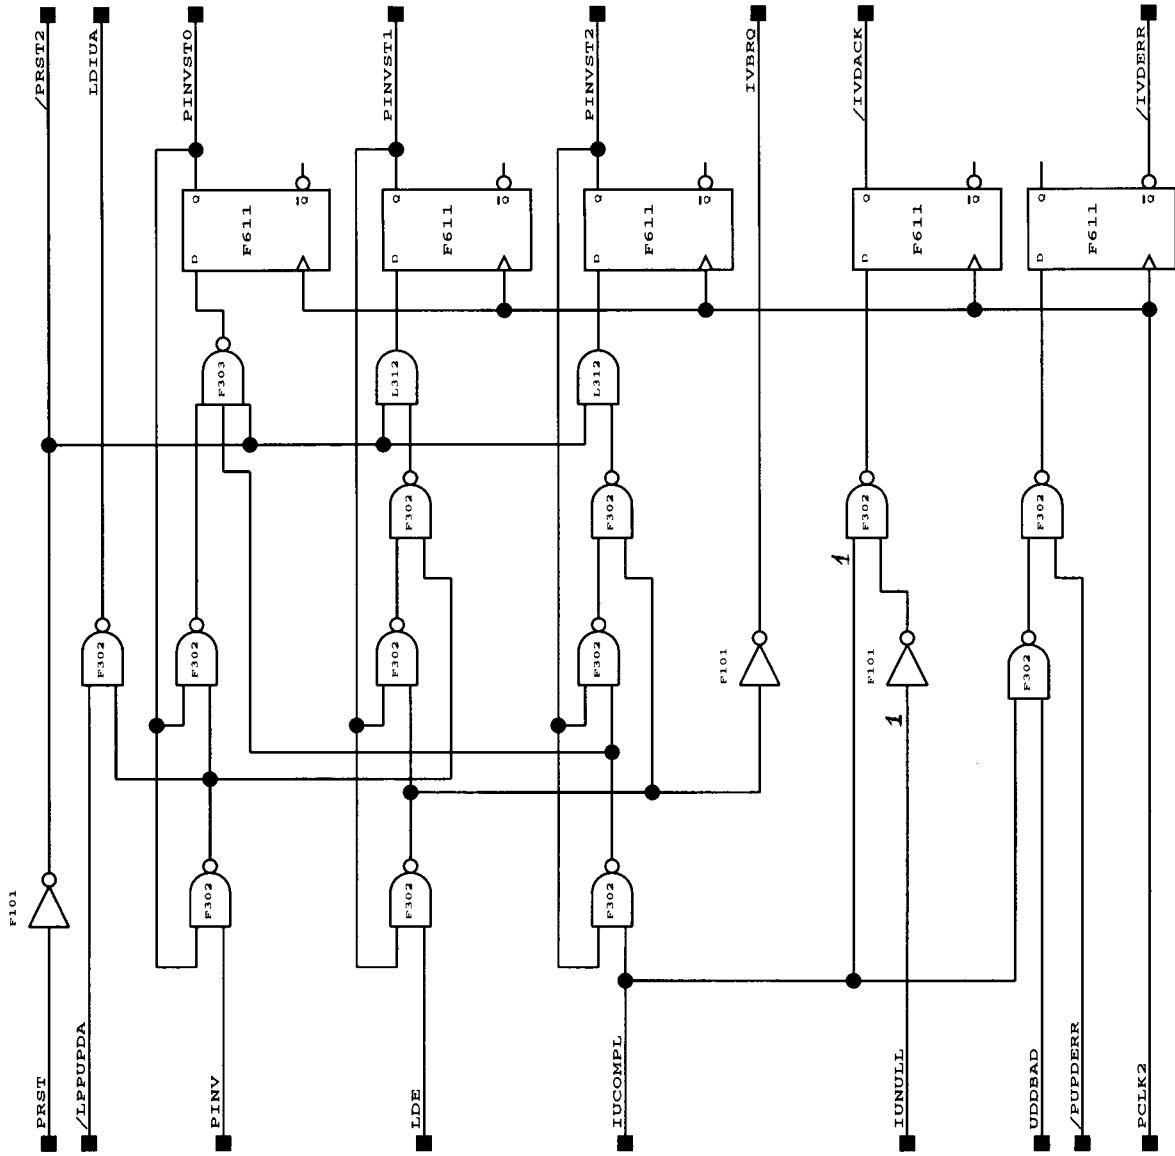 /PRST2
LDIUA
PINVST0
PINVST1
PINVST2
IVBRQ
/IVDACK
/IVDERR
Q
Q
F611
D
Q
Q
F611
D
Q
Q
F611
D
Q
Q
F611
D
Q
Q
F611
D
F303
L312
L312
F302
F302
F302
F302
1
F302
F302
F302
F302
F101
F101
F302
1
F101
F302
F302
F302
PRST
/LPPUPDA
PINV
LDE
IUCOMPL
IUNULL
UDDBAD
/PUPDERR
PCLK2